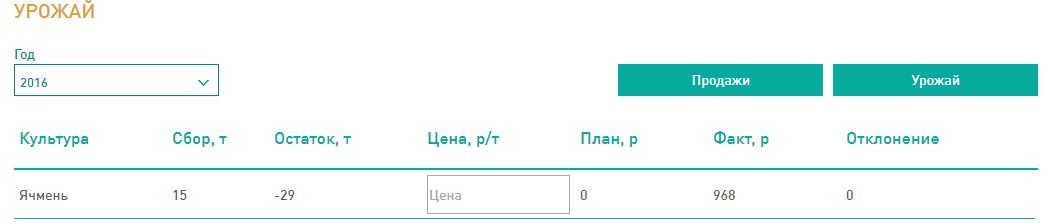 УРОЖАЙ
Год
2016
Продажи Урожай
Культура Сбор, т Остаток, т Цена, р/т План, р Факт, р Отклонение
Ячмень 15 -29 Цена 0 968 0